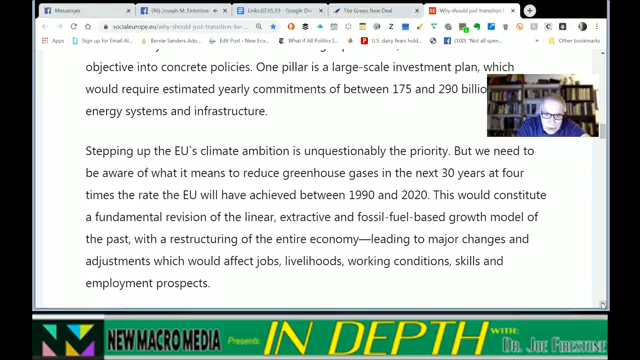 Metsatogix
(4) Joseph M. Firestone
Links.02.05.19 - Google Do
The Green New Deal
Why should just transition b
socialeurope.eu/why-should-just-transition-be-
Sign up for Email Al
Bernie Sanders Ado
Edit Post ‹ New Eco
What if All Politics Is
U.S. dairy fears lost
(100) "Not all spen
Other bookmarks
objective into concrete policies. One pillar is a large-scale investment plan, which
would require estimated yearly commitments of between 175 and 290 billio
energy systems and infrastructure.
Stepping up the EU`s climate ambition is unquestionably the priority. But we need to
be aware of what it means to reduce greenhouse gases in the next 30 years at four
times the rate the EU will have achieved between 1990 and 2020. This would constitute
a fundamental revision of the linear, extractive and fossil-fuel-based growth model of
the past, with a restructuring of the entire economy—leading to major changes and
adjustments which would affect jobs, livelihoods, working conditions, skills and
employment prospects.
NEW MACRO MEDIA Presents: IN DEPTH WITH:
DR. JOE FIRESTONE